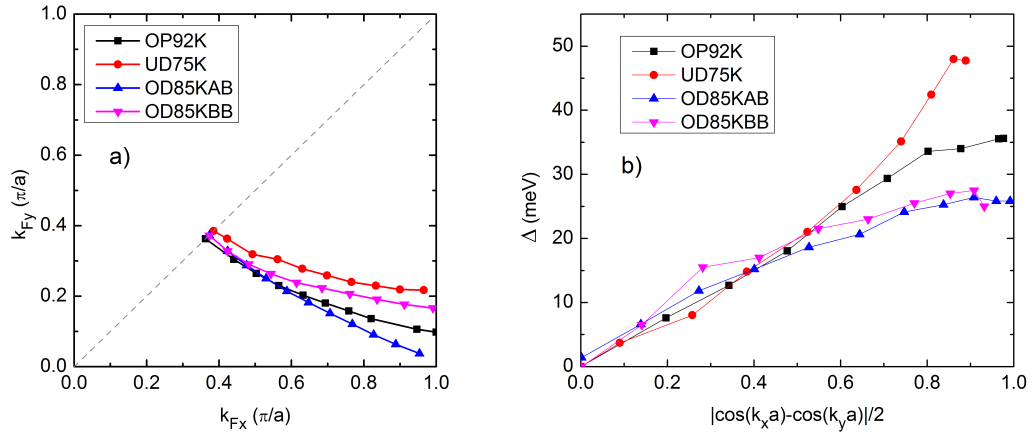 1.0
0.8
0.6
0.4
0.2
0.0
k_Fy (π/a)
OP92K
UD75K
OD85KAB
OD85KBB
a)
0.0 0.2 0.4 0.6 0.8 1.0
k_Fx (π/a)
50
40
30
20
10
0
Δ (meV)
OP92K
UD75K
OD85KAB
OD85KBB
b)
0.0 0.2 0.4 0.6 0.8 1.0
|cos(k_xa)-cos(k_ya)|/2